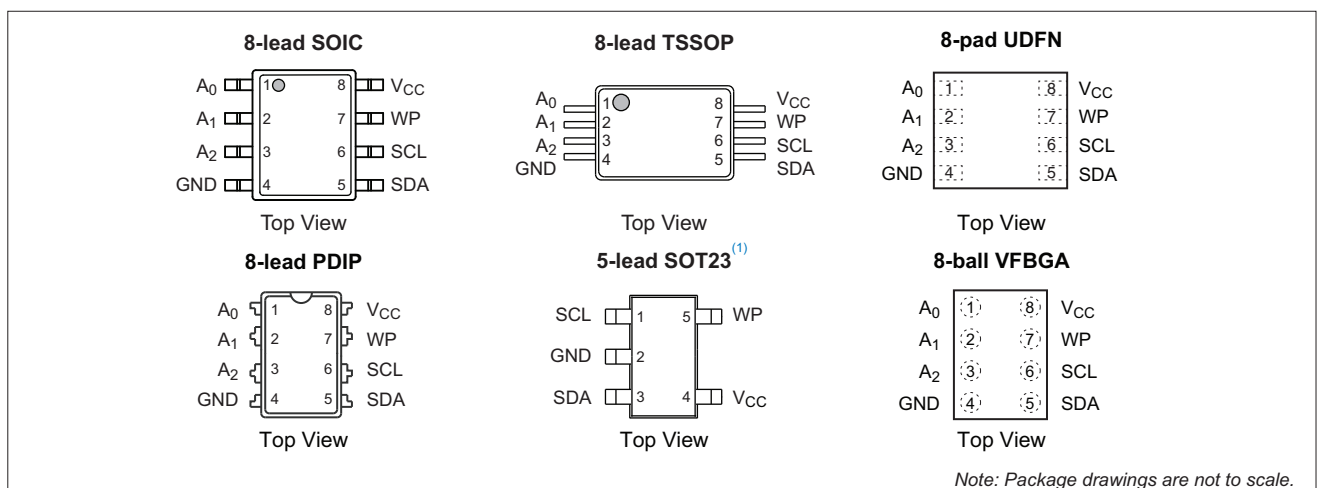 8-lead SOIC
A0 1 8 VCC
A1 2 7 WP
A2 3 6 SCL
GND 4 5 SDA
Top View
8-lead TSSOP
A0 1 8 VCC
A1 2 7 WP
A2 3 6 SCL
GND 4 5 SDA
Top View
8-pad UDFN
A0 1 8 VCC
A1 2 7 WP
A2 3 6 SCL
GND 4 5 SDA
Top View
8-lead PDIP
A0 1 8 VCC
A1 2 7 WP
A2 3 6 SCL
GND 4 5 SDA
Top View
5-lead SOT23(1)
SCL 1 5 WP
GND 2
SDA 3 4 VCC
Top View
8-ball VFBGA
A0 1 8 VCC
A1 2 7 WP
A2 3 6 SCL
GND 4 5 SDA
Top View
Note: Package drawings are not to scale.